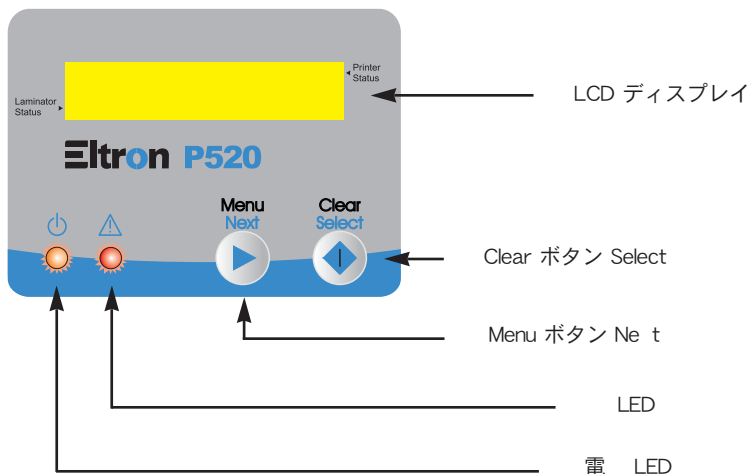 Printer
Status
Laminator
Status
LCD ディスプレイ
Eltron P520
Menu
Next
Clear
Select
Clear ボタン Select
Menu ボタン Ne t
LED
電 LED